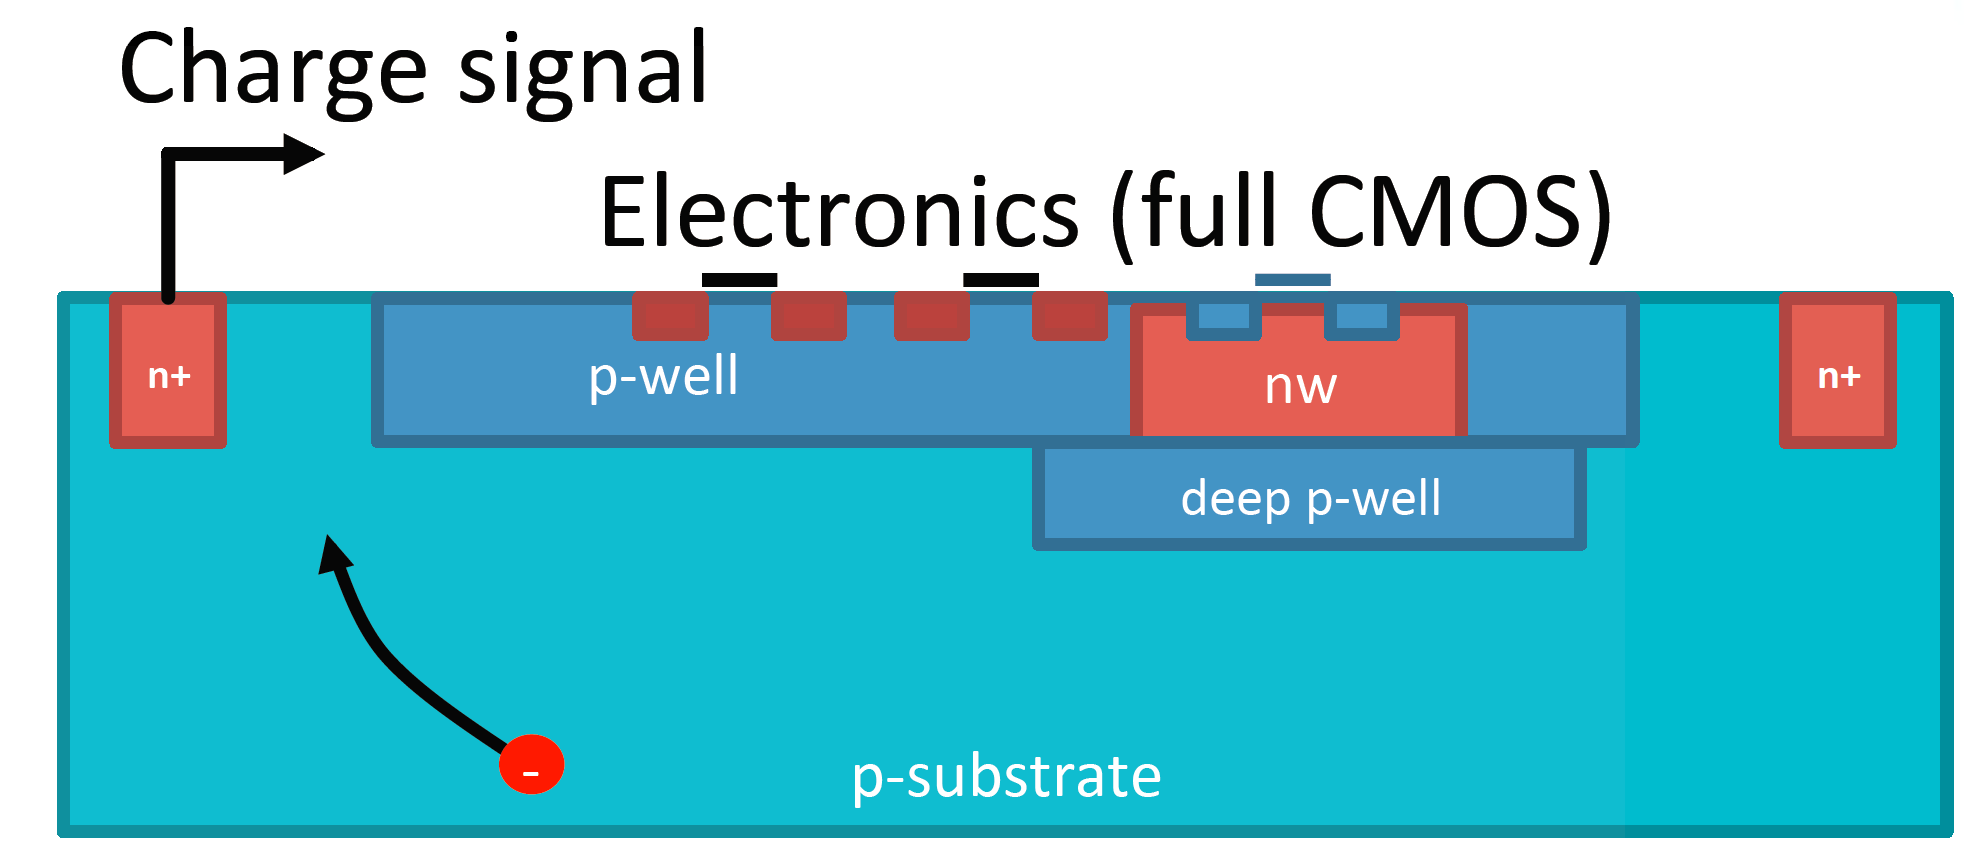 Charge signal
Electronics (full CMOS)
n+
p-well
nw
n+
deep p-well
-
p-substrate